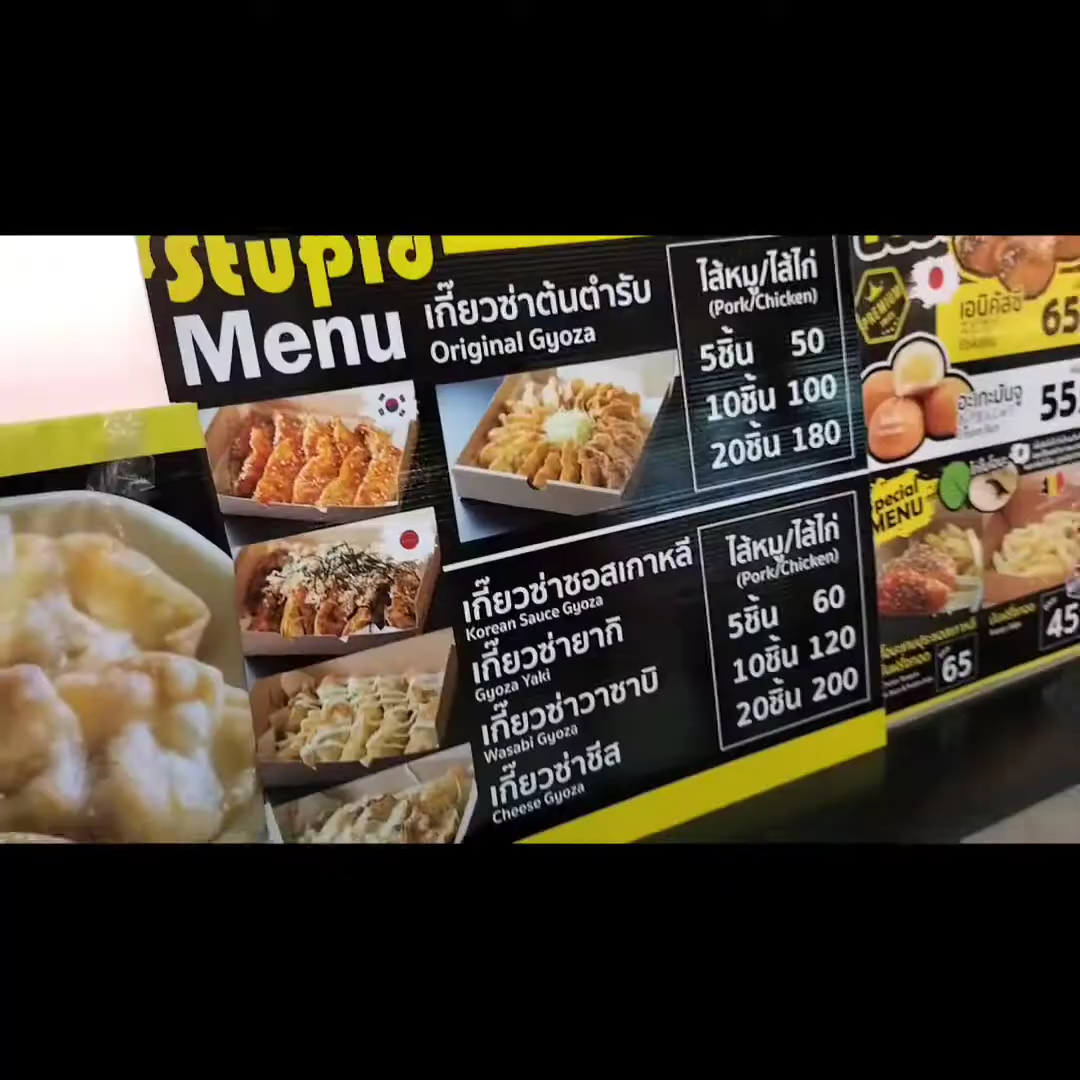 Stupid
Menu
เกี๊ยวซ่าต้นตำรับ
Original Gyoza
ไส้หมู/ไส้ไก่
(Pork/Chicken)
5ชิ้น 50
10ชิ้น 100
20ชิ้น 180
เกี๊ยวซ่าซอสเกาหลี
Korean Sauce Gyoza
เกี๊ยวซ่ายากิ
Gyoza Yaki
เกี๊ยวซ่าวาซาบิ
Wasabi Gyoza
เกี๊ยวซ่าชีส
Cheese Gyoza
ไส้หมู/ไส้ไก่
(Pork/Chicken)
5ชิ้น 60
10ชิ้น 120
20ชิ้น 200
PREMIUM
เอบิคัสซึ
65
55
Special
MENU
65
45